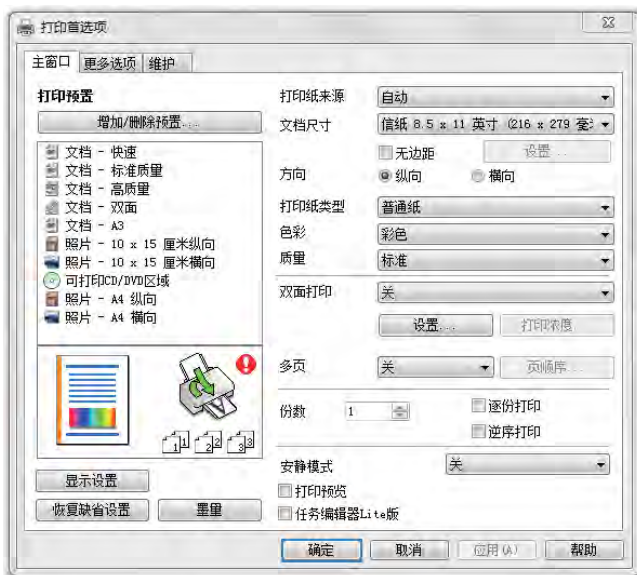 打印首选项
主窗口 更多选项 维护
打印预置
增加/删除预置...
文档 - 快速
文档 - 标准质量
文档 - 高质量
文档 - 双面
文档 - A3
照片 - 10 x 15 厘米纵向
照片 - 10 x 15 厘米横向
可打印CD/DVD区域
照片 - A4 纵向
照片 - A4 横向
1 1 2 2 3 3
显示设置
恢复缺省设置 墨量
打印纸来源 自动
文档尺寸 信纸 8.5 x 11 英寸 (216 x 279 毫
无边距 设置...
方向 纵向 横向
打印纸类型 普通纸
色彩 彩色
质量 标准
双面打印 关
设置... 打印浓度
多页 关 页顺序...
份数 1 逐份打印
逆序打印
安静模式 关
打印预览
任务编辑器Lite版
确定 取消 应用(A) 帮助